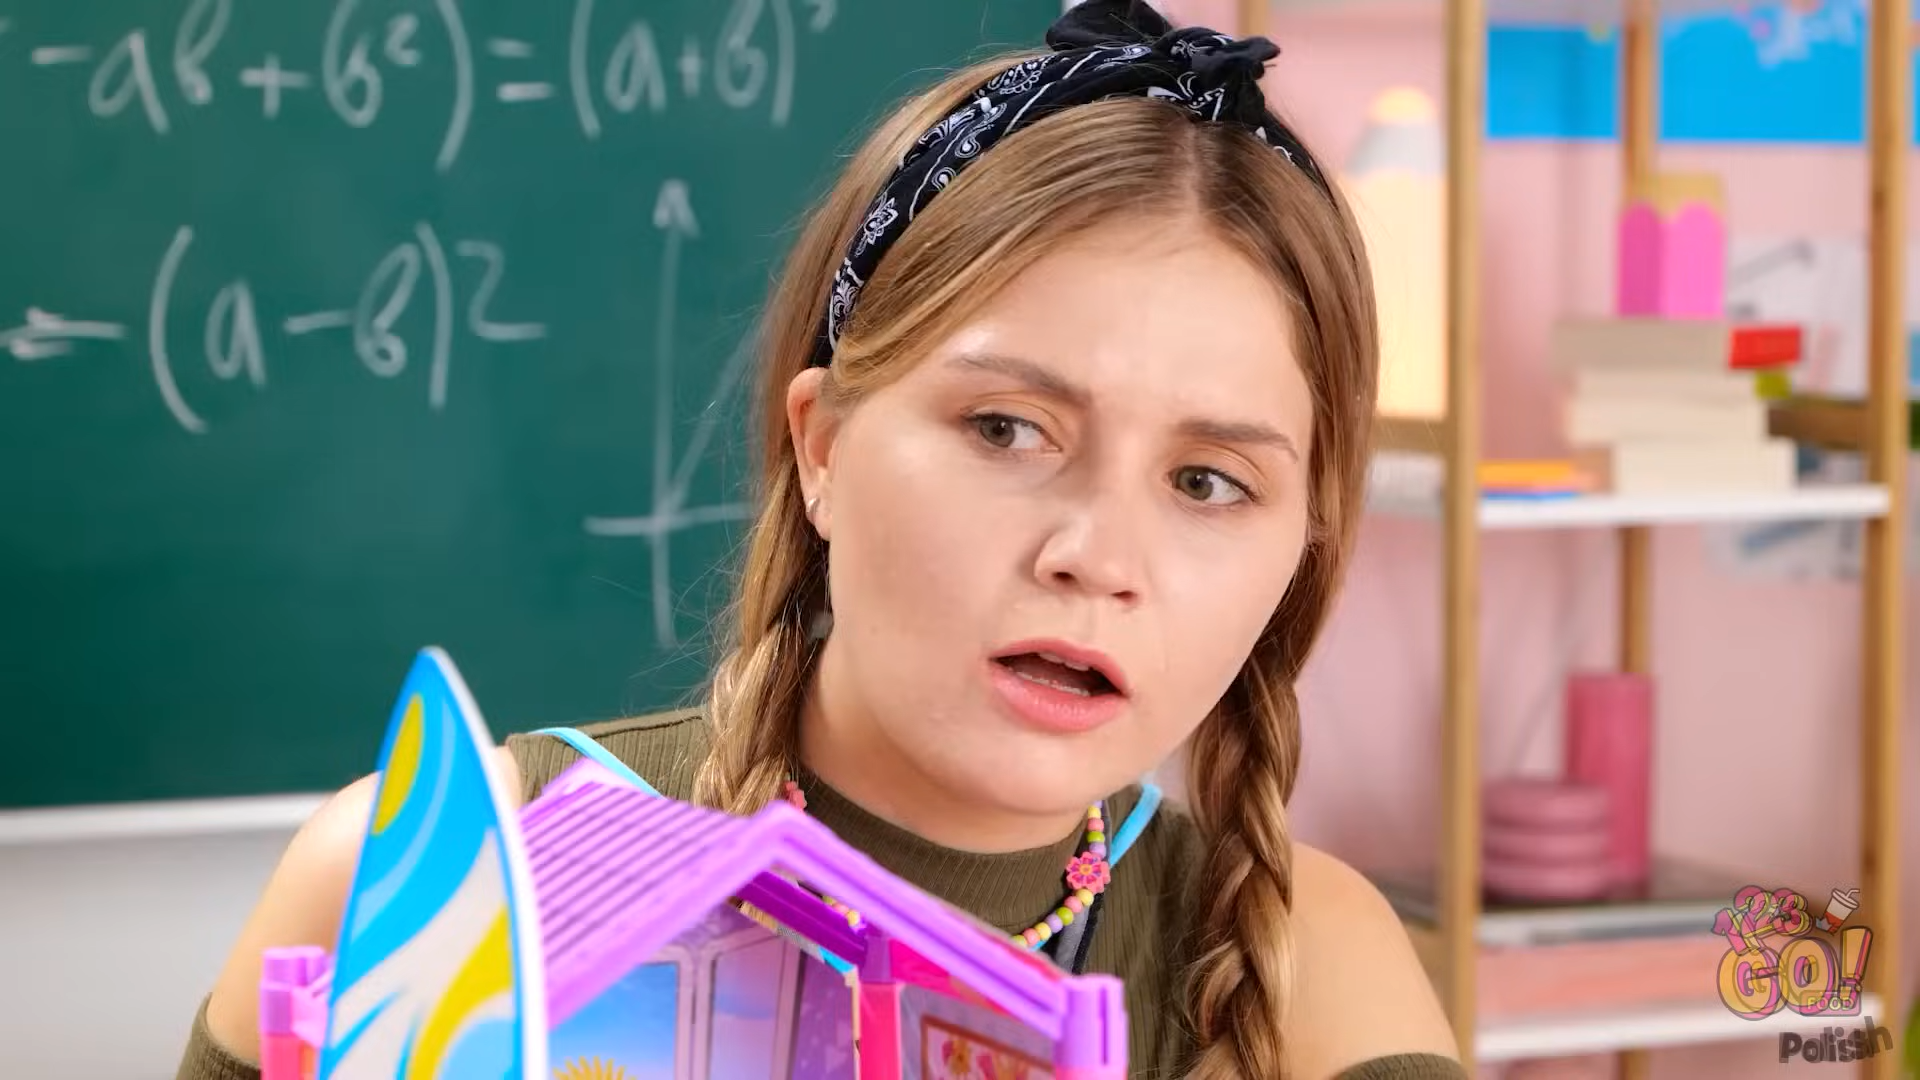 -ab+b²)=(a+b)³
=(a-b)²
123
GO!
FOOD
Polish